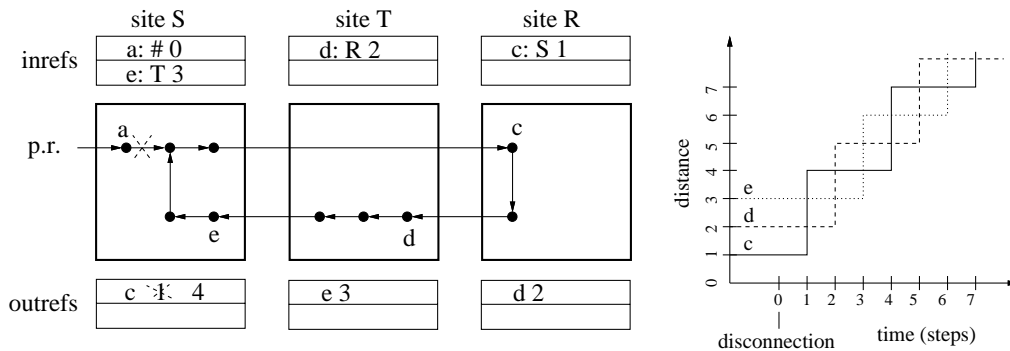 site S site T site R
inrefs
a: # 0
e: T 3
d: R 2
c: S 1
p.r.
a
c
e
d
outrefs
c 1 4
e 3
d 2
distance
7
6
5
4
3
2
1
0
e
d
c
0 1 2 3 4 5 6 7
disconnection
time (steps)